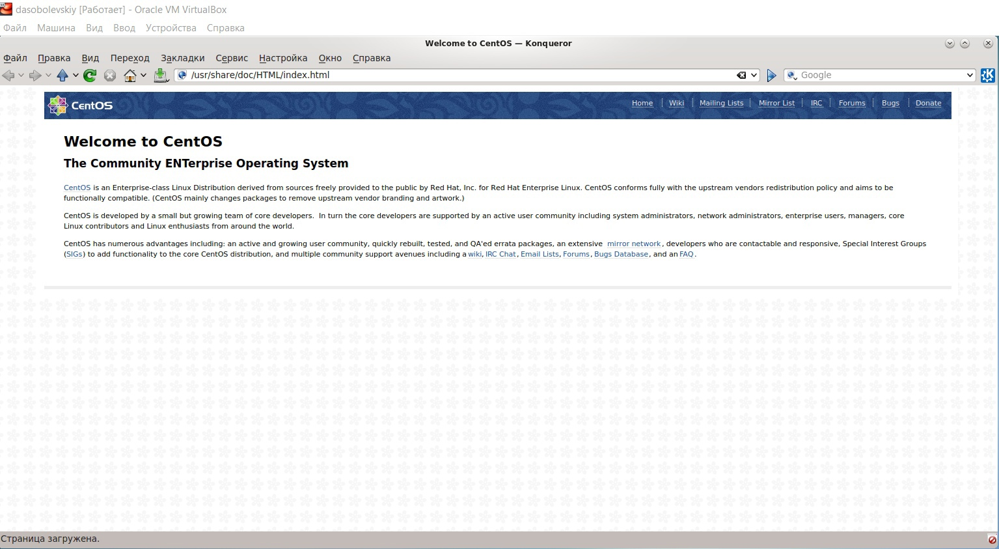 dasobolevskiy [Работает] - Oracle VM VirtualBox
Файл Машина Вид Ввод Устройства Справка
Welcome to CentOS — Konqueror
Файл Правка Вид Переход Закладки Сервис Настройка Окно Справка
/usr/share/doc/HTML/index.html Google
CentOS Home Wiki Mailing Lists Mirror List IRC Forums Bugs Donate
Welcome to CentOS
The Community ENTerprise Operating System
CentOS is an Enterprise-class Linux Distribution derived from sources freely provided to the public by Red Hat, Inc. for Red Hat Enterprise Linux. CentOS conforms fully with the upstream vendors redistribution policy and aims to be
functionally compatible. (CentOS mainly changes packages to remove upstream vendor branding and artwork.)
CentOS is developed by a small but growing team of core developers. In turn the core developers are supported by an active user community including system administrators, network administrators, enterprise users, managers, core
Linux contributors and Linux enthusiasts from around the world.
CentOS has numerous advantages including: an active and growing user community, quickly rebuilt, tested, and QA'ed errata packages, an extensive mirror network, developers who are contactable and responsive, Special Interest Groups
(SIGs) to add functionality to the core CentOS distribution, and multiple community support avenues including a wiki, IRC Chat, Email Lists, Forums, Bugs Database, and an FAQ.
Страница загружена.